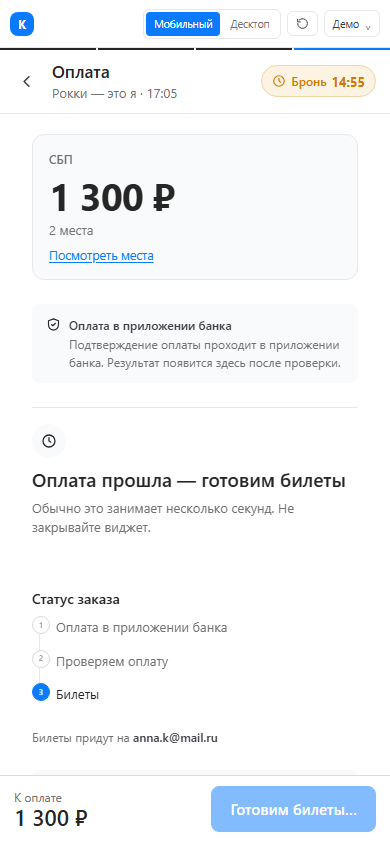 K
Мобильный
Десктоп
Демо
Оплата
Рокки — это я · 17:05
Бронь 14:55
СБП
1 300 ₽
2 места
Посмотреть места
Оплата в приложении банка
Подтверждение оплаты проходит в приложении
банка. Результат появится здесь после проверки.
Оплата прошла — готовим билеты
Обычно это занимает несколько секунд. Не
закрывайте виджет.
Статус заказа
1 Оплата в приложении банка
2 Проверяем оплату
3 Билеты
Билеты придут на anna.k@mail.ru
К оплате
1 300 ₽
Готовим билеты...